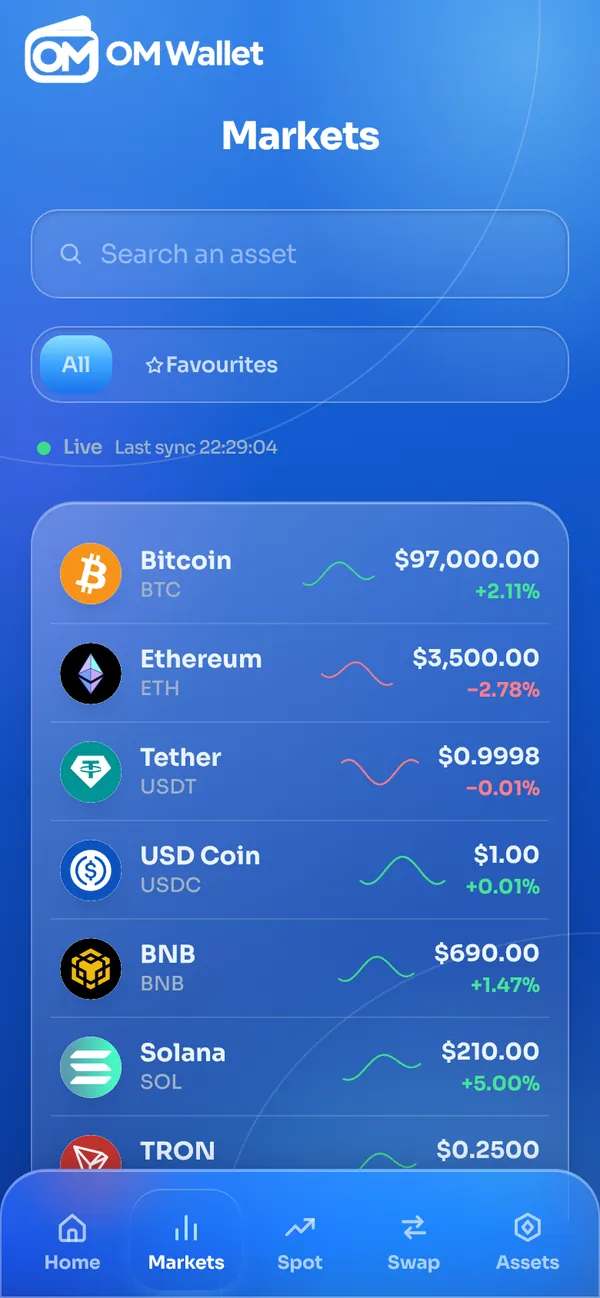 OM OM Wallet
Markets
Search an asset
All Favourites
Live Last sync 22:29:04
Bitcoin $97,000.00
BTC +2.11%
Ethereum $3,500.00
ETH −2.78%
Tether $0.9998
USDT −0.01%
USD Coin $1.00
USDC +0.01%
BNB $690.00
BNB +1.47%
Solana $210.00
SOL +5.00%
TRON $0.2500
Home Markets Spot Swap Assets